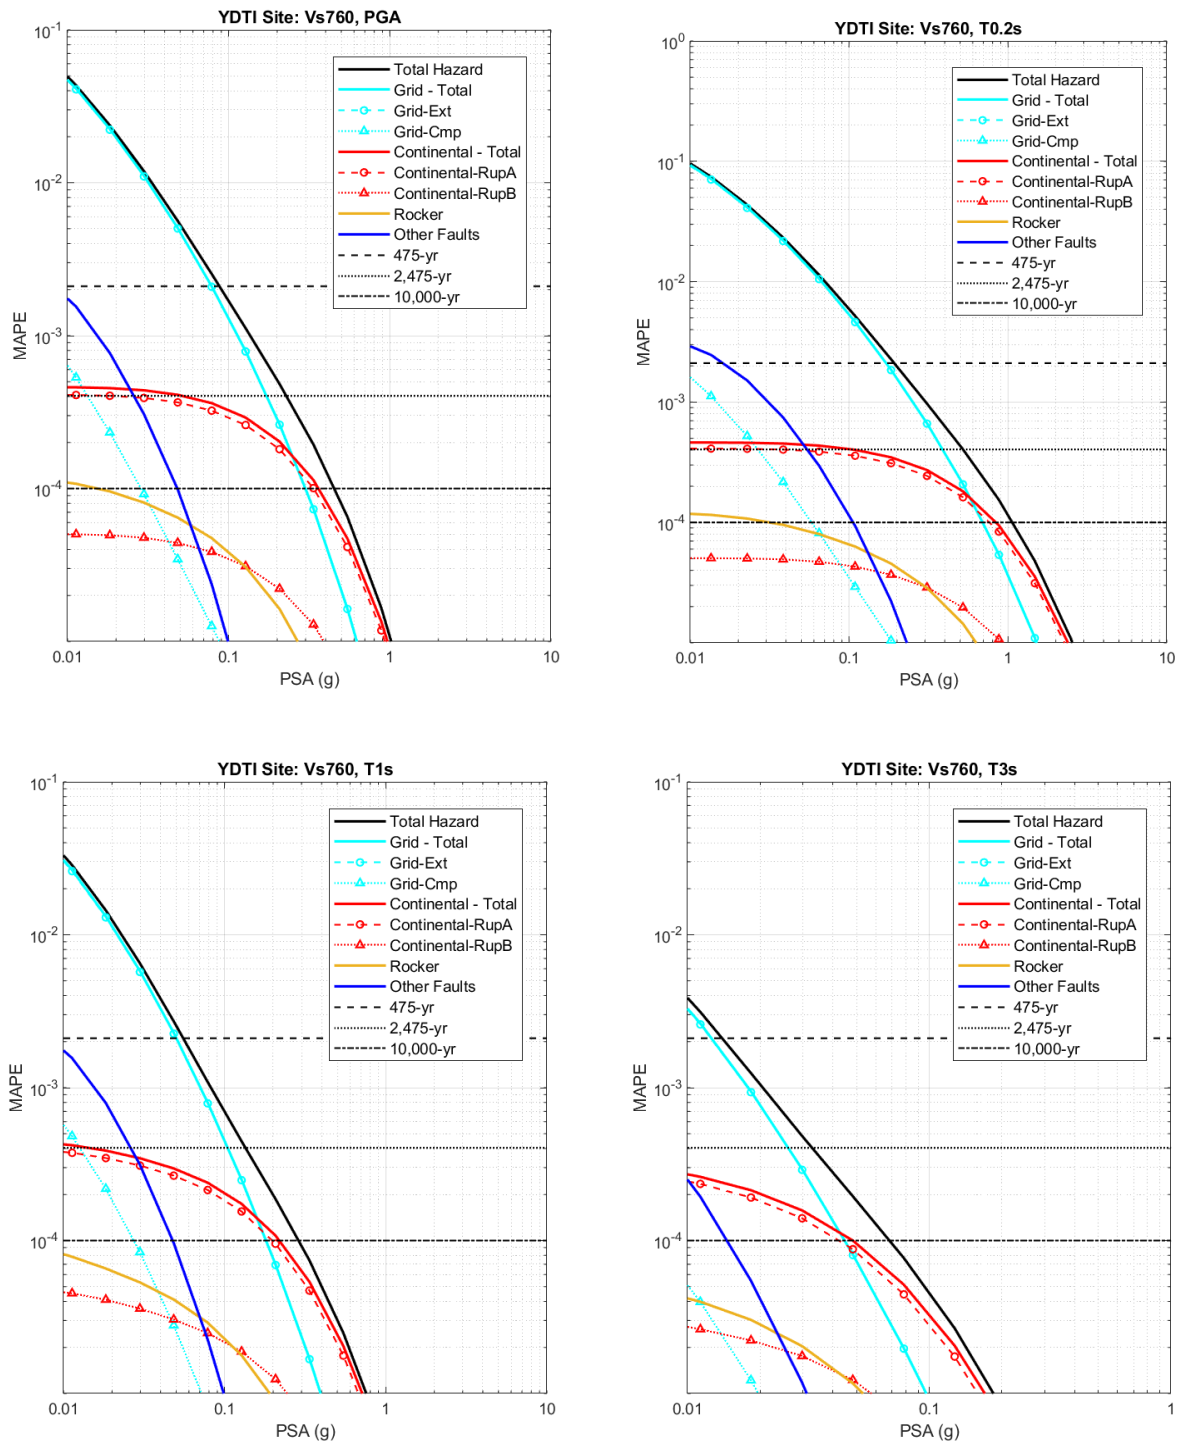 YDTI Site: Vs760, PGA
10^-1
10^-2
10^-3
10^-4
MAPE
0.01
0.1
1
10
PSA (g)
Total Hazard
Grid - Total
Grid-Ext
Grid-Cmp
Continental - Total
Continental-RupA
Continental-RupB
Rocker
Other Faults
475-yr
2,475-yr
10,000-yr
YDTI Site: Vs760, T0.2s
10^0
10^-1
10^-2
10^-3
10^-4
MAPE
0.01
0.1
1
10
PSA (g)
Total Hazard
Grid - Total
Grid-Ext
Grid-Cmp
Continental - Total
Continental-RupA
Continental-RupB
Rocker
Other Faults
475-yr
2,475-yr
10,000-yr
YDTI Site: Vs760, T1s
10^-1
10^-2
10^-3
10^-4
MAPE
0.01
0.1
1
10
PSA (g)
Total Hazard
Grid - Total
Grid-Ext
Grid-Cmp
Continental - Total
Continental-RupA
Continental-RupB
Rocker
Other Faults
475-yr
2,475-yr
10,000-yr
YDTI Site: Vs760, T3s
10^-1
10^-2
10^-3
10^-4
MAPE
0.01
0.1
1
PSA (g)
Total Hazard
Grid - Total
Grid-Ext
Grid-Cmp
Continental - Total
Continental-RupA
Continental-RupB
Rocker
Other Faults
475-yr
2,475-yr
10,000-yr